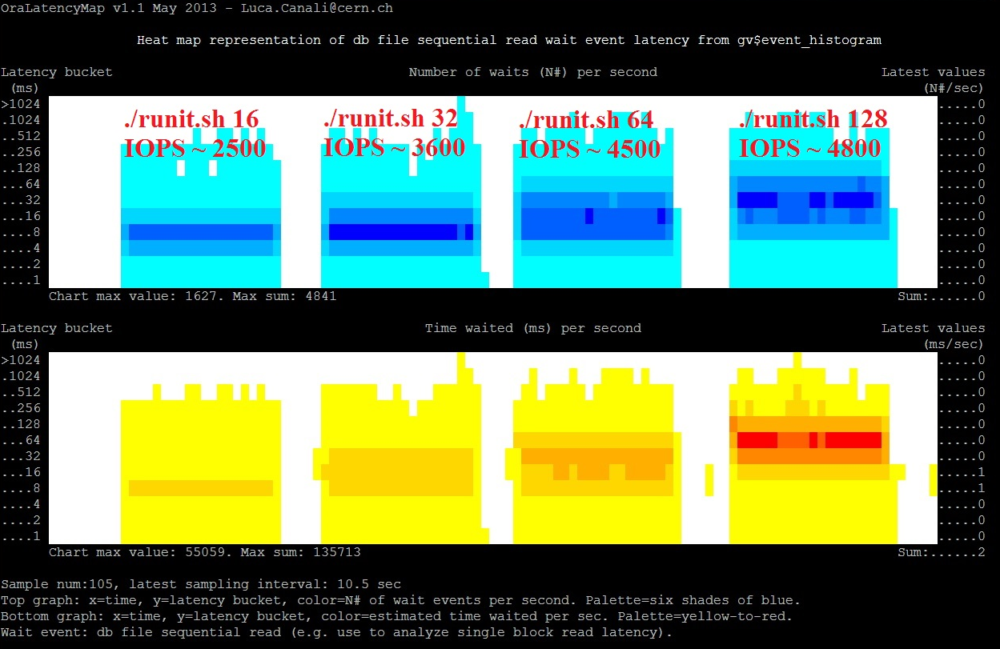 OraLatencyMap v1.1 May 2013 - Luca.Canali@cern.ch
Heat map representation of db file sequential read wait event latency from gv$event_histogram
Latency bucket Number of waits (N#) per second Latest values
(ms) (N#/sec)
>1024 .....0
.1024 ./runit.sh 16 ./runit.sh 32 ./runit.sh 64 ./runit.sh 128 .....0
..512 .....0
..256 IOPS ~ 2500 IOPS ~ 3600 IOPS ~ 4500 IOPS ~ 4800 .....0
..128 .....0
...64 .....0
...32 .....0
...16 .....0
....8 .....0
....4 .....0
....2 .....0
....1 .....0
Chart max value: 1627. Max sum: 4841 Sum:......0
Latency bucket Time waited (ms) per second Latest values
(ms) (ms/sec)
>1024 .....0
.1024 .....0
..512 .....0
..256 .....0
..128 .....0
...64 .....0
...32 .....0
...16 .....1
....8 .....1
....4 .....0
....2 .....0
....1 .....0
Chart max value: 55059. Max sum: 135713 Sum:......2
Sample num:105, latest sampling interval: 10.5 sec
Top graph: x=time, y=latency bucket, color=N# of wait events per second. Palette=six shades of blue.
Bottom graph: x=time, y=latency bucket, color=estimated time waited per sec. Palette=yellow-to-red.
Wait event: db file sequential read (e.g. use to analyze single block read latency).